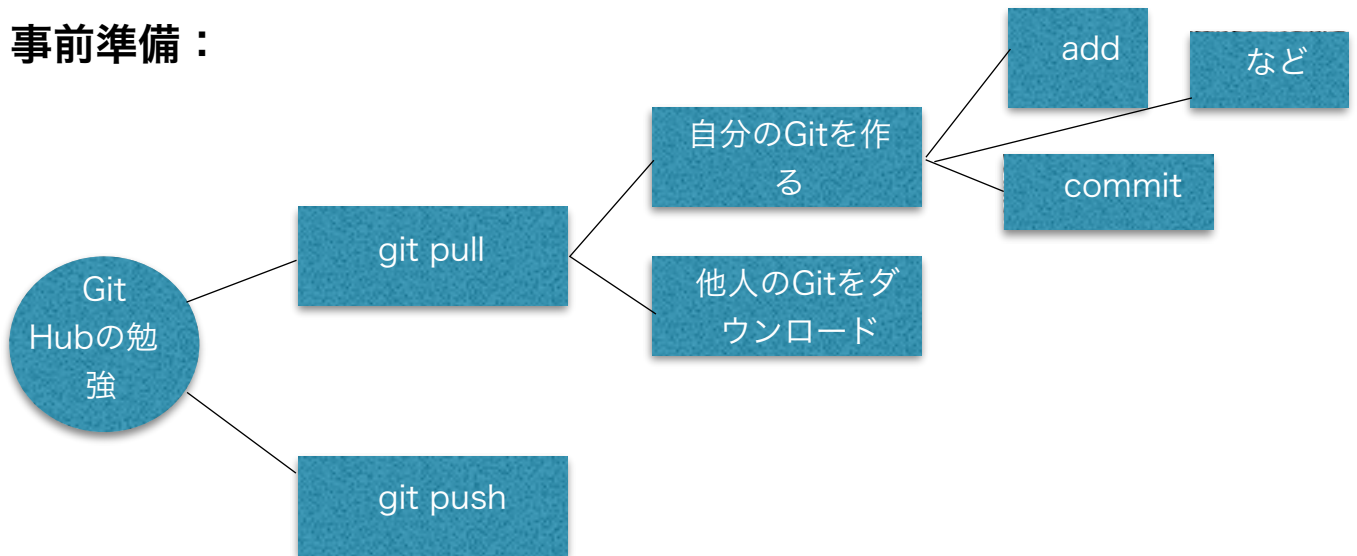 事前準備：
add
など
自分のGitを作
る
commit
git pull
他人のGitをダ
ウンロード
Git
Hubの勉
強
git push